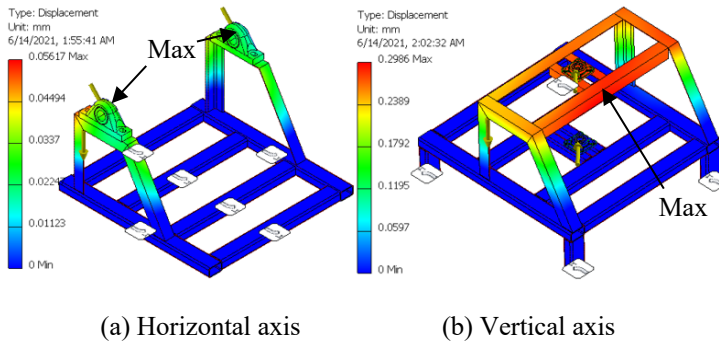 Type: Displacement
Unit: mm
6/14/2021, 1:55:41 AM
0.05617 Max
0.04494
0.0337
0.02247
0.01123
0 Min
Max
Type: Displacement
Unit: mm
6/14/2021, 2:02:32 AM
0.2986 Max
0.2389
0.1792
0.1195
0.0597
0 Min
Max
(a) Horizontal axis
(b) Vertical axis